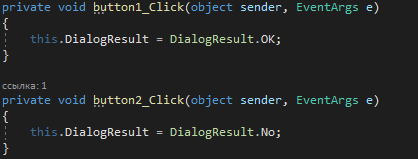 private void button1_Click(object sender, EventArgs e)
{
this.DialogResult = DialogResult.OK;
}
ссылка: 1
private void button2_Click(object sender, EventArgs e)
{
this.DialogResult = DialogResult.No;
}